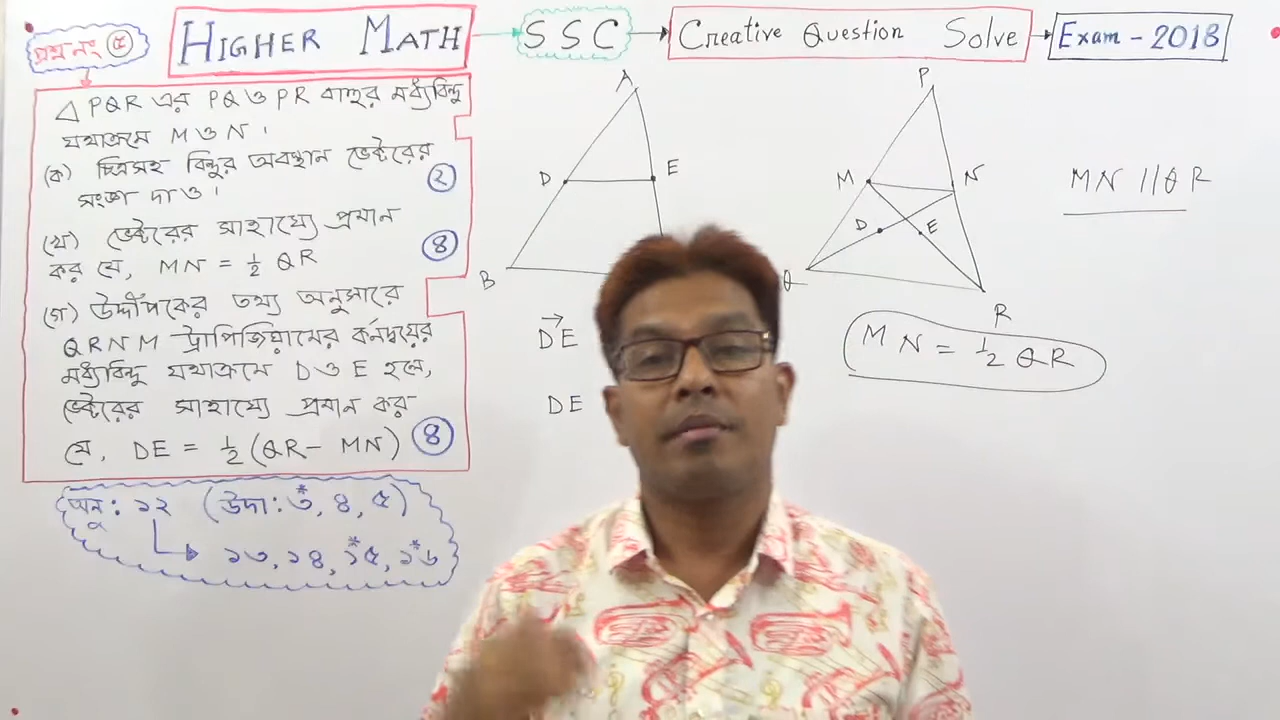 প্রশ্ন নং ৫
HIGHER MATH
SSC
Creative Question Solve
Exam - 2018
△ PQR এর PQ ও PR বাহুর মধ্যবিন্দু
যথাক্রমে M ও N ।
(ক) চিত্রসহ বিন্দুর অবস্থান ভেক্টরের
সংজ্ঞা দাও । ২
(খ) ভেক্টরের সাহায্যে প্রমান
কর যে, MN = ½ QR ৪
(গ) উদ্দীপকের তথ্য অনুসারে
QRNM ট্রাপিজিয়ামের কর্নদ্বয়ের
মধ্যবিন্দু যথাক্রমে D ও E হলে,
ভেক্টরের সাহায্যে প্রমান কর
যে, DE = ½ (QR - MN) ৪
অনু: ১২ (উদা: ৩*, ৪, ৫)
১৩, ১৪, ১৫*, ১৬*
A
D E
B
DE
DE
P
M N
D E
Q
R
MN // QR
MN = ½ QR